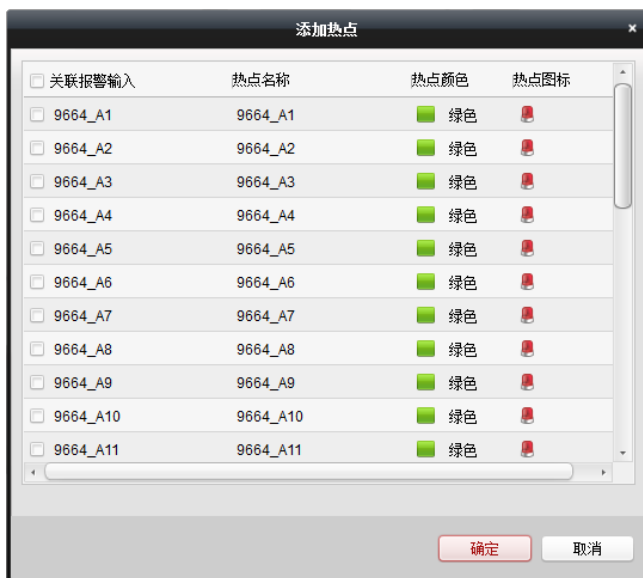 添加热点
关联报警输入 热点名称 热点颜色 热点图标
9664_A1 9664_A1 绿色
9664_A2 9664_A2 绿色
9664_A3 9664_A3 绿色
9664_A4 9664_A4 绿色
9664_A5 9664_A5 绿色
9664_A6 9664_A6 绿色
9664_A7 9664_A7 绿色
9664_A8 9664_A8 绿色
9664_A9 9664_A9 绿色
9664_A10 9664_A10 绿色
9664_A11 9664_A11 绿色
确定 取消